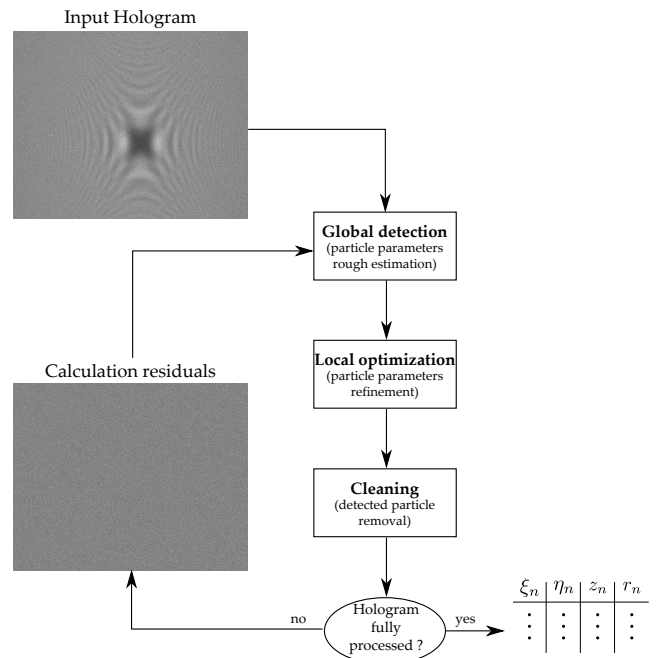 Input Hologram
Global detection
(particle parameters
rough estimation)
Calculation residuals
Local optimization
(particle parameters
refinement)
Cleaning
(detected particle
removal)
no
Hologram
fully
processed ?
yes
ξn ηn zn rn